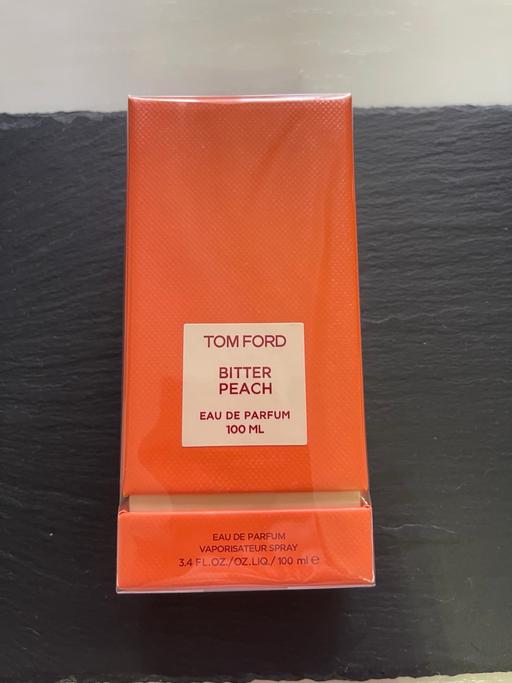 TOM FORD
BITTER
PEACH
EAU DE PARFUM
100 ML
EAU DE PARFUM
VAPORISATEUR SPRAY
3.4 FL.OZ./OZ.LIQ./ 100 ml ℮